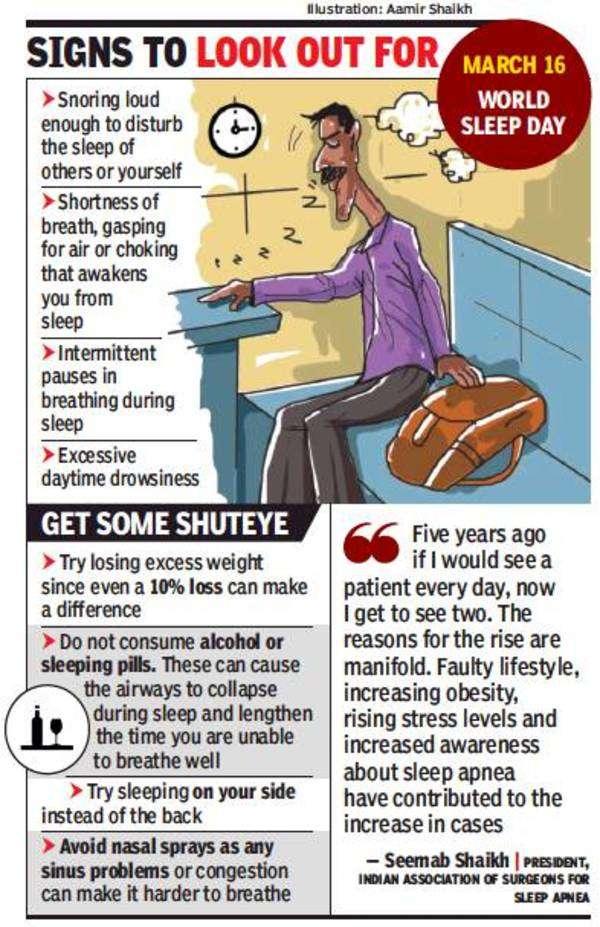 Illustration: Aamir Shaikh
SIGNS TO LOOK OUT FOR
MARCH 16
WORLD
SLEEP DAY
➤Snoring loud
enough to disturb
the sleep of
others or yourself
➤Shortness of
breath, gasping
for air or choking
that awakens
you from
sleep
➤Intermittent
pauses in
breathing during
sleep
➤Excessive
daytime drowsiness
z z z z Z Z
GET SOME SHUTEYE
➤Try losing excess weight
since even a 10% loss can make
a difference
➤Do not consume alcohol or
sleeping pills. These can cause
the airways to collapse
during sleep and lengthen
the time you are unable
to breathe well
➤Try sleeping on your side
instead of the back
➤Avoid nasal sprays as any
sinus problems or congestion
can make it harder to breathe
“Five years ago
if I would see a
patient every day, now
I get to see two. The
reasons for the rise are
manifold. Faulty lifestyle,
increasing obesity,
rising stress levels and
increased awareness
about sleep apnea
have contributed to the
increase in cases
— Seemab Shaikh | PRESIDENT,
INDIAN ASSOCIATION OF SURGEONS FOR
SLEEP APNEA